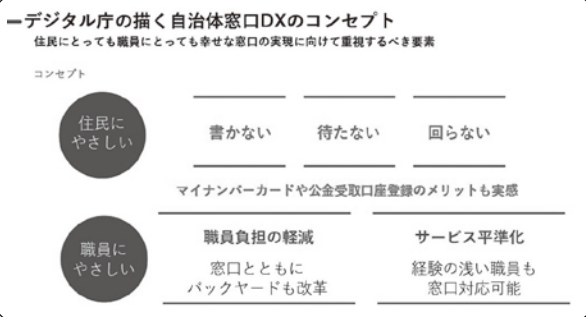 デジタル庁の描く自治体窓口DXのコンセプト
住民にとっても職員にとっても幸せな窓口の実現に向けて重視するべき要素
コンセプト
住民に
やさしい
書かない 待たない 回らない
マイナンバーカードや公金受取口座登録のメリットも実感
職員に
やさしい
職員負担の軽減
窓口とともに
バックヤードも改革
サービス平準化
経験の浅い職員も
窓口対応可能